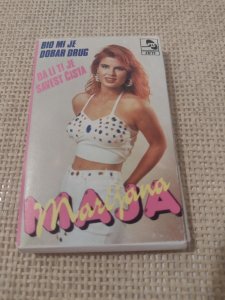 BIO MI JE
DOBAR DRUG
DA LI TI JE
SAVEST ČISTA
Marijana
MAJA